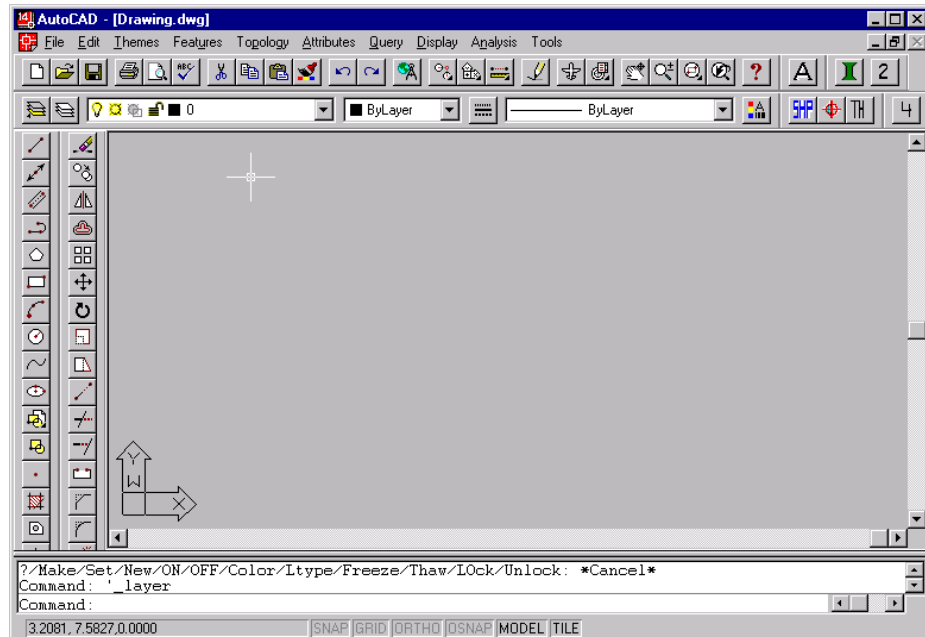 AutoCAD - [Drawing.dwg]
File Edit Themes Features Topology Attributes Query Display Analysis Tools
ABC ? A I 2
0 ByLayer ByLayer SHP TH 4
Y
W
X
?/Make/Set/New/ON/OFF/Color/Ltype/Freeze/Thaw/LOck/Unlock: *Cancel*
Command: '_layer
Command:
3.2081, 7.5827,0.0000 SNAP GRID ORTHO OSNAP MODEL TILE